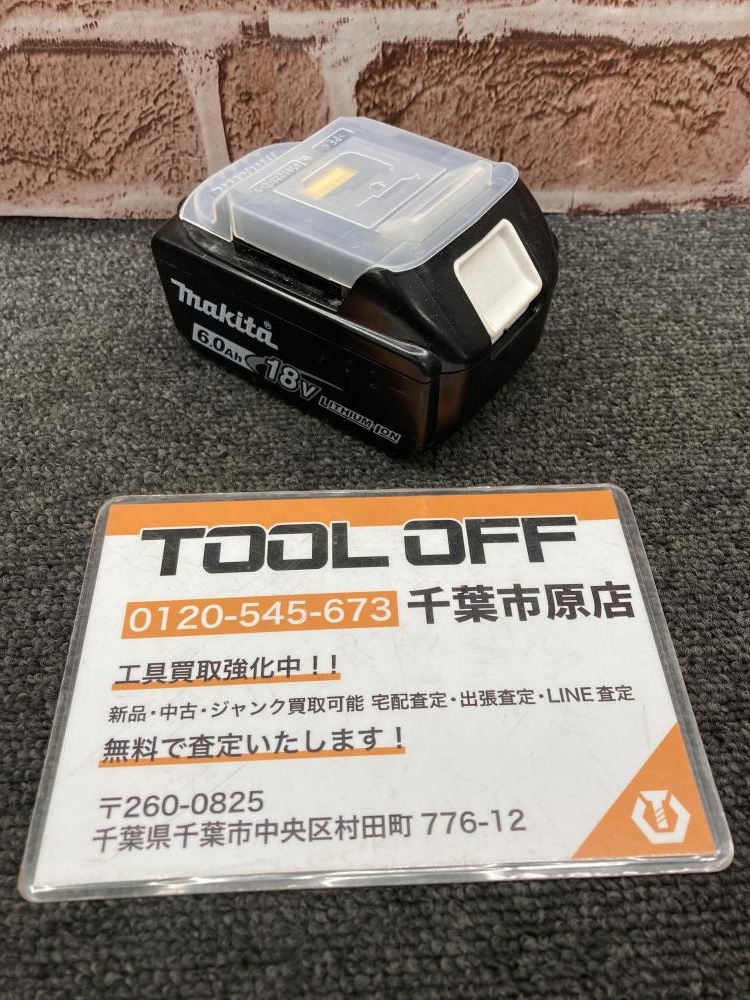 makita®
6.0Ah
18V
LITHIUM-ION
TOOL OFF
0120-545-673 千葉市原店
工具買取強化中!!
新品・中古・ジャンク買取可能 宅配査定・出張査定・LINE査定
無料で査定いたします!
〒260-0825
千葉県千葉市中央区村田町 776-12